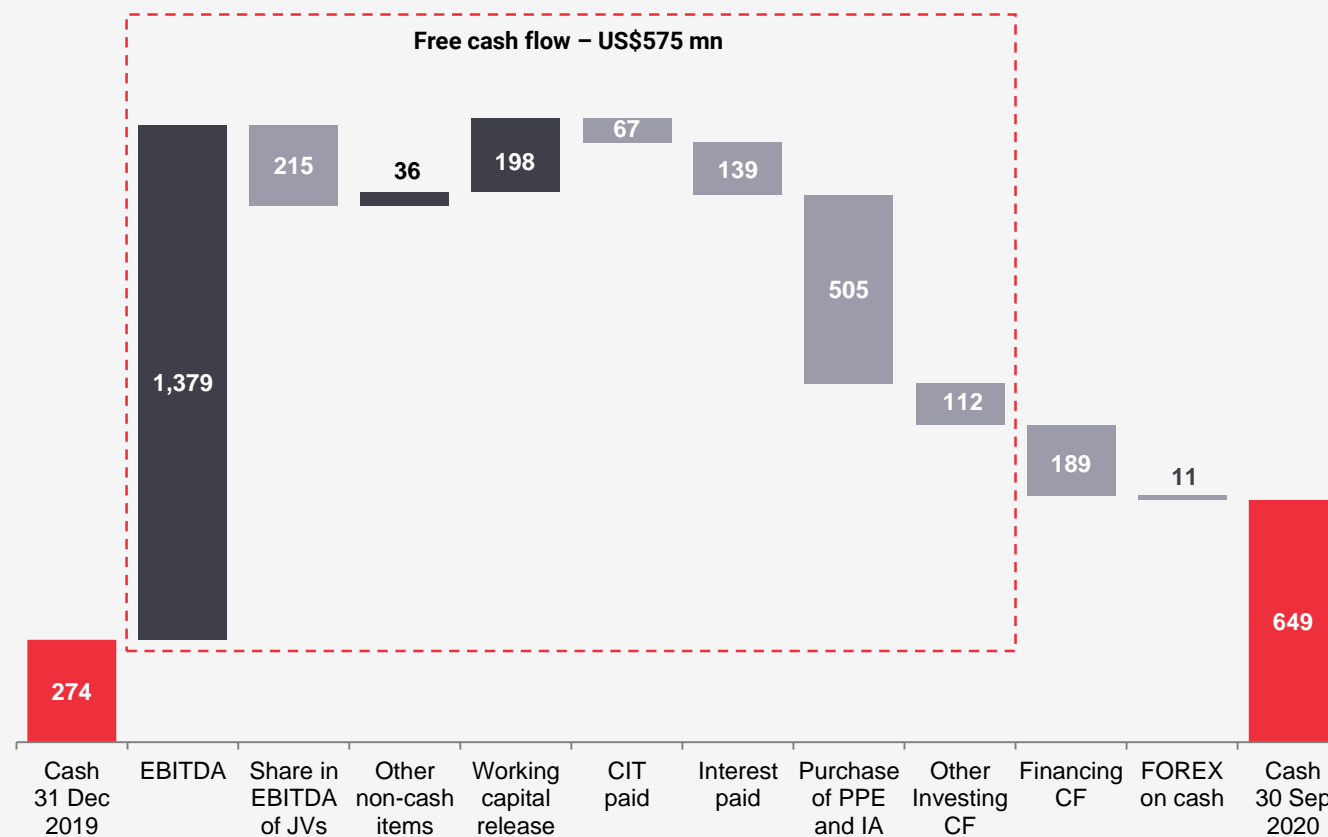 Free cash flow – US$575 mn
67
215
36
198
139
505
1,379
112
189
11
649
274
Cash
31 Dec
2019
EBITDA
Share in
EBITDA
of JVs
Other
non-cash
items
Working
capital
release
CIT
paid
Interest
paid
Purchase
of PPE
and IA
Other
Investing
CF
Financing
CF
FOREX
on cash
Cash
30 Sep
2020